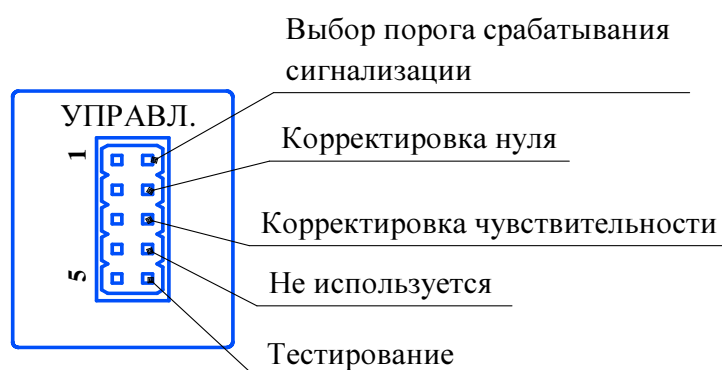 Выбор порога срабатывания
сигнализации
УПРАВЛ.
1
Корректировка нуля
Корректировка чувствительности
5
Не используется
Тестирование